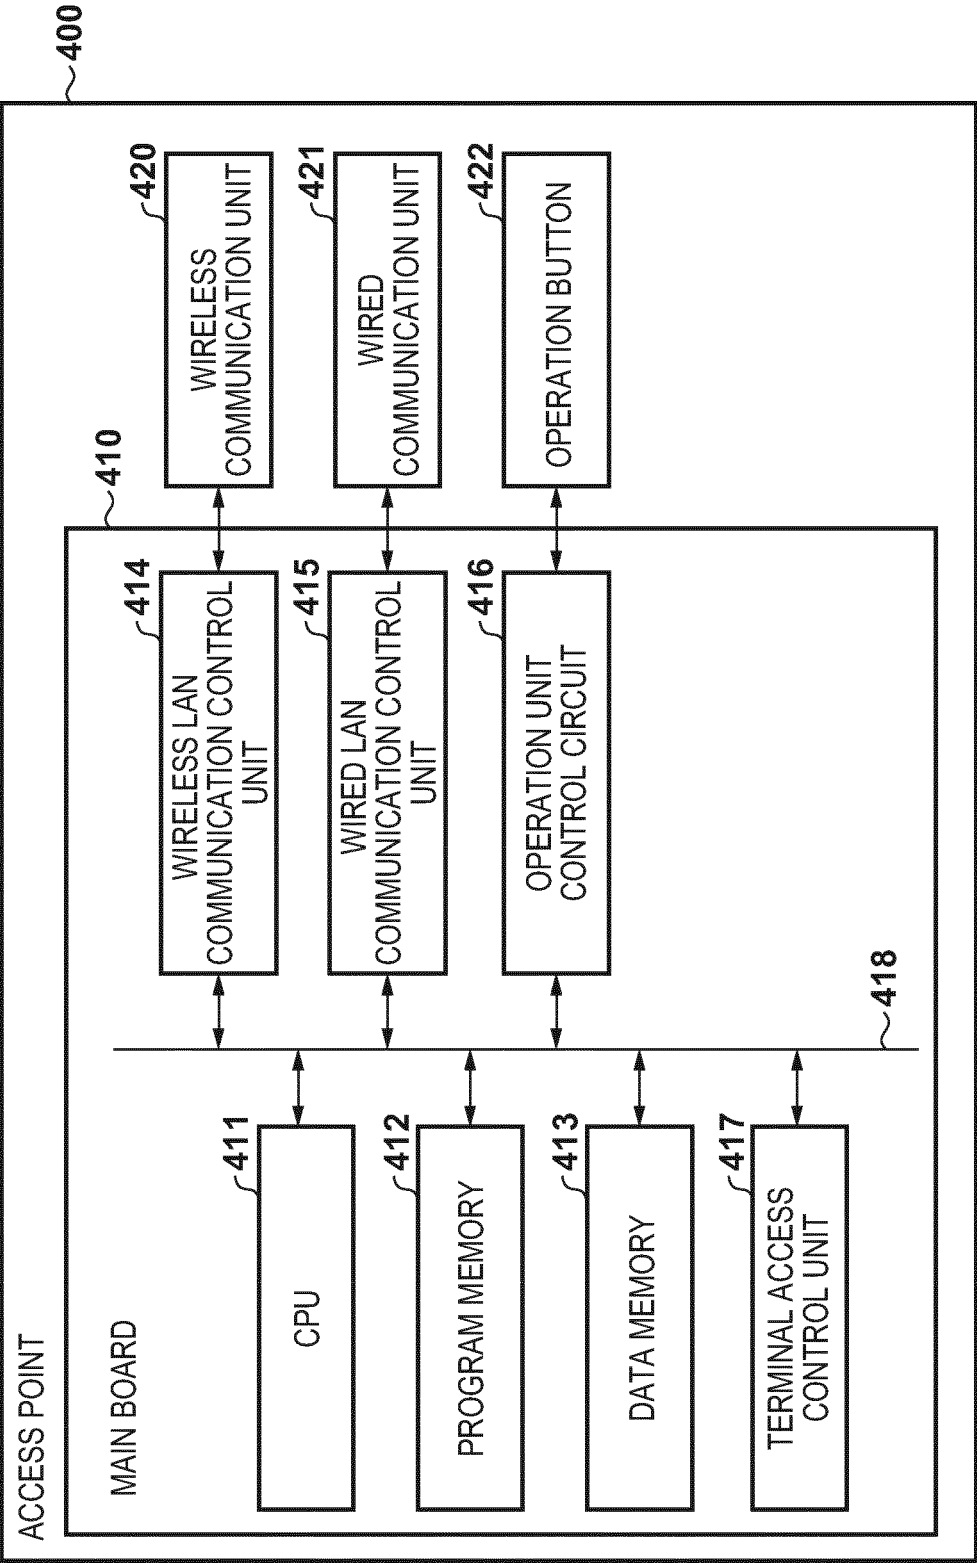 400
ACCESS POINT
410
MAIN BOARD
411
CPU
412
PROGRAM MEMORY
413
DATA MEMORY
417
TERMINAL ACCESS
CONTROL UNIT
418
414
WIRELESS LAN
COMMUNICATION CONTROL
UNIT
415
WIRED LAN
COMMUNICATION CONTROL
UNIT
416
OPERATION UNIT
CONTROL CIRCUIT
420
WIRELESS
COMMUNICATION UNIT
421
WIRED
COMMUNICATION UNIT
422
OPERATION BUTTON